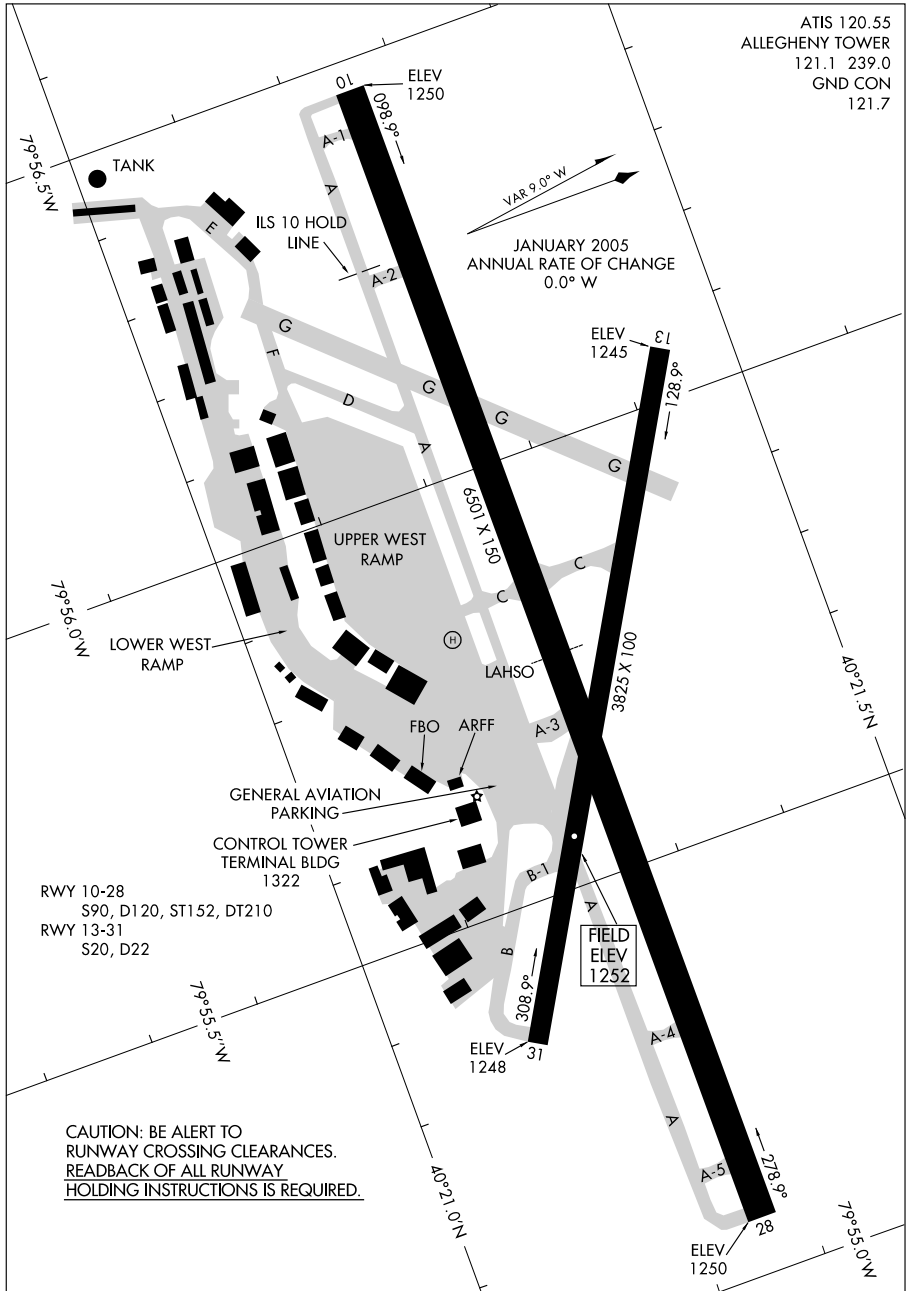 ATIS 120.55
ALLEGHENY TOWER
121.1 239.0
GND CON
121.7
10
ELEV
1250
098.9°
A-1
A
79°56.5'W
TANK
E
ILS 10 HOLD
LINE
A-2
VAR 9.0° W
JANUARY 2005
ANNUAL RATE OF CHANGE
0.0° W
ELEV
1245
13
128.9°
G
F
D
G
G
A
G
6501 X 150
UPPER WEST
RAMP
C
C
79°56.0'W
LOWER WEST
RAMP
H
LAHSO
3825 X 100
40°21.5'N
A-3
FBO
ARFF
GENERAL AVIATION
PARKING
CONTROL TOWER
TERMINAL BLDG
1322
B-1
A
RWY 10-28
S90, D120, ST152, DT210
RWY 13-31
S20, D22
B
FIELD
ELEV
1252
308.9°
79°55.5'W
ELEV
1248
31
A-4
A
CAUTION: BE ALERT TO
RUNWAY CROSSING CLEARANCES.
READBACK OF ALL RUNWAY
HOLDING INSTRUCTIONS IS REQUIRED.
40°21.0'N
A-5
278.9°
28
ELEV
1250
79°55.0'W